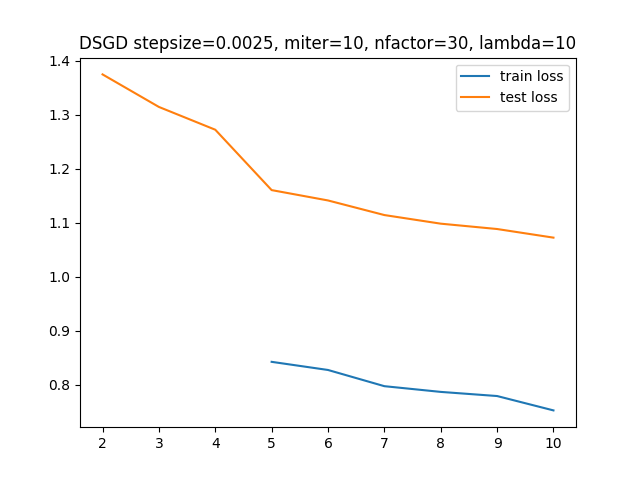 DSGD stepsize=0.0025, miter=10, nfactor=30, lambda=10
train loss
test loss
1.4
1.3
1.2
1.1
1.0
0.9
0.8
2 3 4 5 6 7 8 9 10